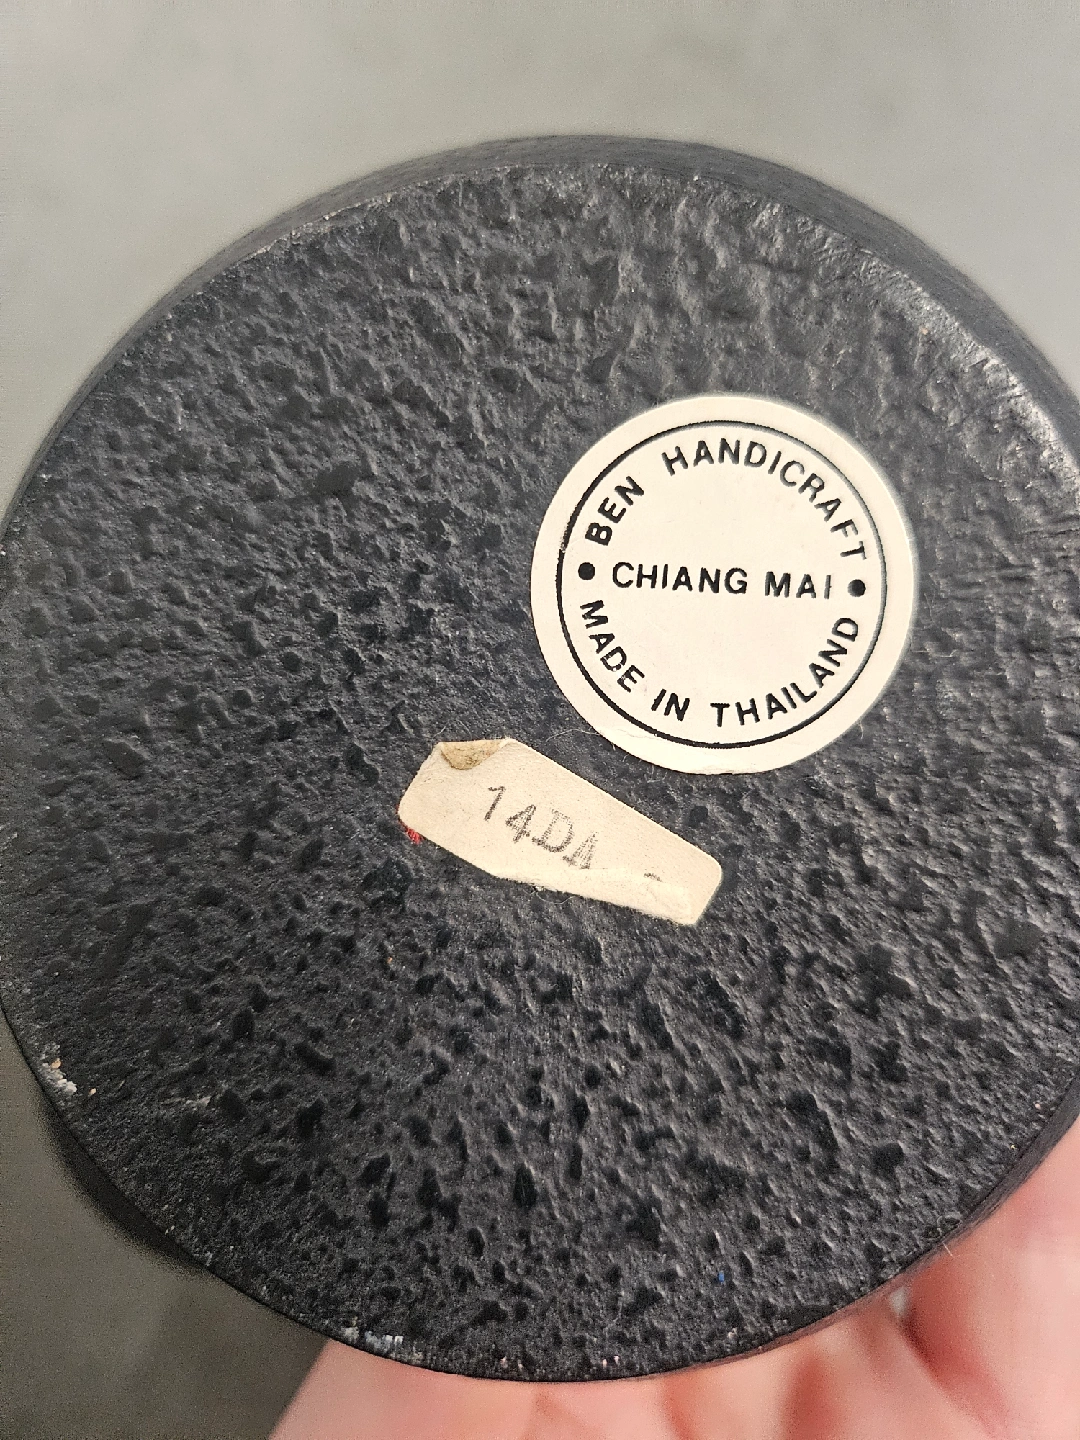 BEN HANDICRAFT
CHIANG MAI
MADE IN THAILAND
14DA